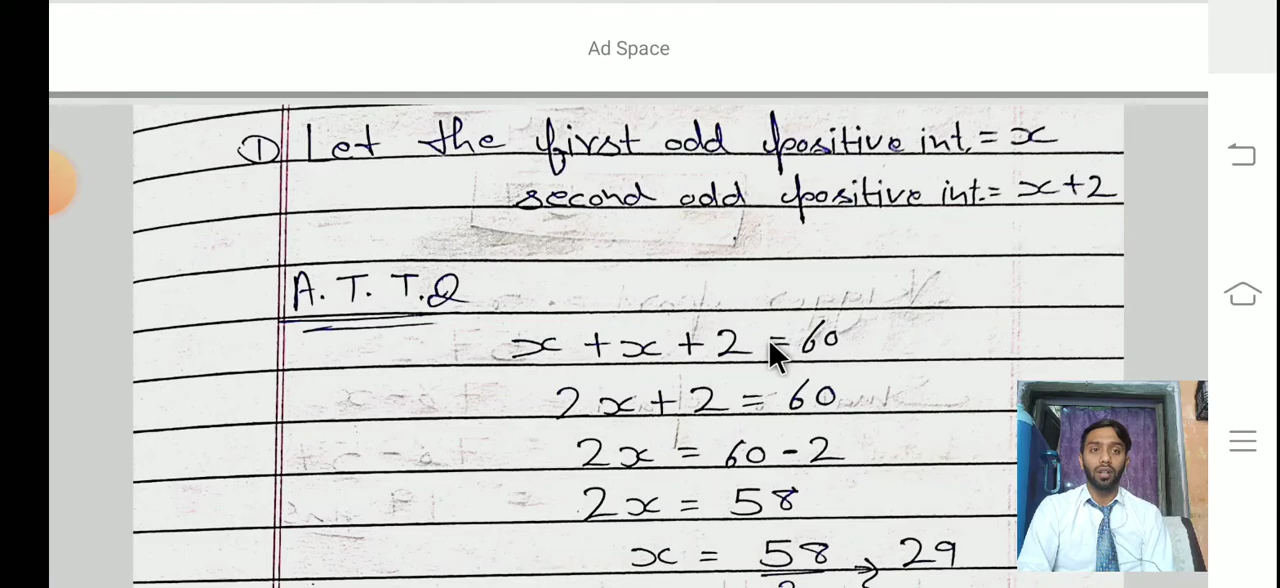 Ad Space
① Let the first odd positive int. = x
second odd positive int. = x+2
A. T. T. Q
x + x + 2 = 60
2x + 2 = 60
2x = 60 - 2
2x = 58
x = 58 → 29